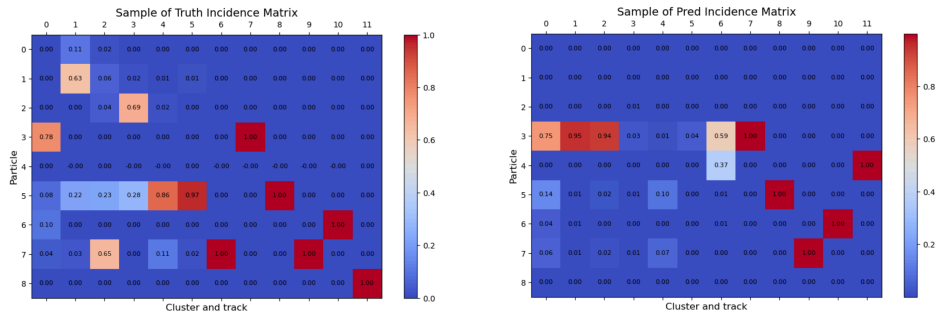 Sample of Truth Incidence Matrix
0 1 2 3 4 5 6 7 8 9 10 11
0 0.00 0.11 0.02 0.00 0.00 0.00 0.00 0.00 0.00 0.00 0.00 0.00
1 0.00 0.63 0.06 0.02 0.01 0.01 0.00 0.00 0.00 0.00 0.00 0.00
2 0.00 0.00 0.04 0.69 0.02 0.00 0.00 0.00 0.00 0.00 0.00 0.00
3 0.78 0.00 0.00 0.00 0.00 0.00 0.00 1.00 0.00 0.00 0.00 0.00
4 0.00 -0.00 -0.00 0.00 -0.00 -0.00 0.00 0.00 0.00 0.00 0.00 0.00
5 0.08 0.22 0.23 0.28 0.86 0.97 0.00 0.00 1.00 0.00 0.00 0.00
6 0.10 0.00 0.00 0.00 0.00 0.00 0.00 0.00 0.00 0.00 1.00 0.00
7 0.04 0.03 0.65 0.00 0.11 0.02 1.00 0.00 0.00 1.00 0.00 0.00
8 0.00 0.00 0.00 0.00 0.00 0.00 0.00 0.00 0.00 0.00 0.00 1.00
Particle
Cluster and track
1.0
0.8
0.6
0.4
0.2
0.0
Sample of Pred Incidence Matrix
0 1 2 3 4 5 6 7 8 9 10 11
0 0.00 0.00 0.00 0.00 0.00 0.00 0.00 0.00 0.00 0.00 0.00 0.00
1 0.00 0.00 0.00 0.00 0.00 0.00 0.00 0.00 0.00 0.00 0.00 0.00
2 0.00 0.00 0.00 0.01 0.00 0.00 0.00 0.00 0.00 0.00 0.00 0.00
3 0.75 0.95 0.94 0.03 0.01 0.04 0.59 1.00 0.00 0.00 0.00 0.00
4 0.00 0.00 0.00 0.00 0.00 0.00 0.37 0.00 0.00 0.00 0.00 1.00
5 0.14 0.01 0.02 0.01 0.10 0.00 0.01 0.00 1.00 0.00 0.00 0.00
6 0.04 0.01 0.00 0.00 0.00 0.00 0.00 0.00 0.00 0.00 1.00 0.00
7 0.06 0.01 0.02 0.01 0.07 0.00 0.02 0.00 0.00 1.00 0.00 0.00
8 0.00 0.00 0.00 0.00 0.00 0.00 0.00 0.00 0.00 0.00 0.00 0.00
Particle
Cluster and track
0.8
0.6
0.4
0.2